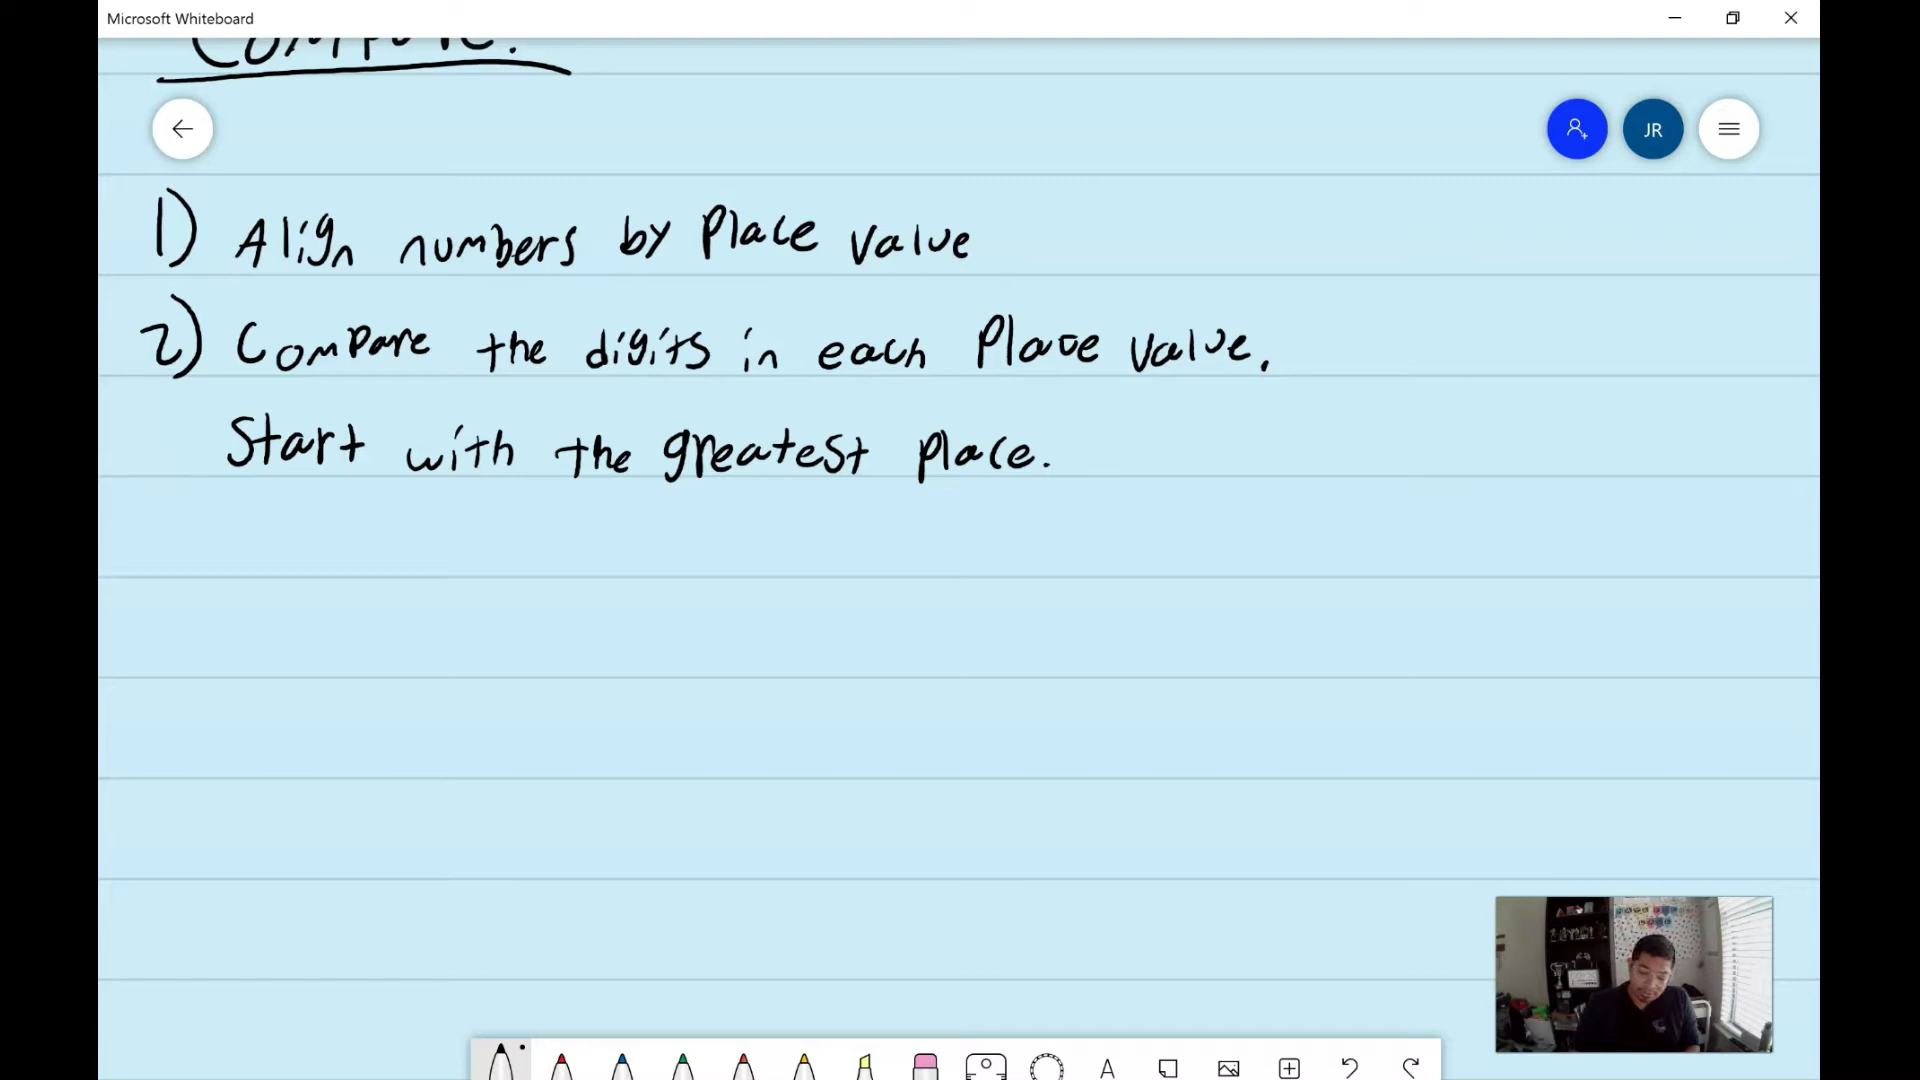 Microsoft Whiteboard
Compare:
JR
1) Align numbers by Place value
2) Compare the digits in each Place value.
Start with the greatest place.
A